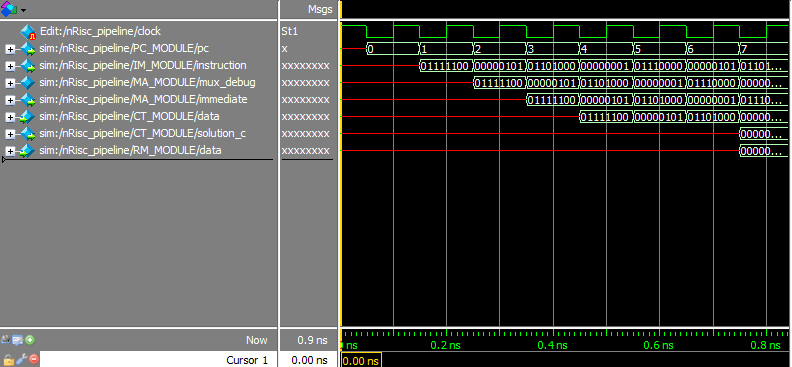 Msgs
Edit:/nRisc_pipeline/clock St1
sim:/nRisc_pipeline/PC_MODULE/pc x 0 1 2 3 4 5 6 7
sim:/nRisc_pipeline/IM_MODULE/instruction xxxxxxxx 01111100 00000101 01101000 00000001 01110000 00000101 01101...
sim:/nRisc_pipeline/MA_MODULE/mux_debug xxxxxxxx 01111100 00000101 01101000 00000001 01110000 00000...
sim:/nRisc_pipeline/MA_MODULE/immediate xxxxxxxx 01111100 00000101 01101000 00000001 01110...
sim:/nRisc_pipeline/CT_MODULE/data xxxxxxxx 01111100 00000101 01101000 00000...
sim:/nRisc_pipeline/CT_MODULE/solution_c xxxxxxxx 00000...
sim:/nRisc_pipeline/RM_MODULE/data xxxxxxxx 00000...
Now 0.9 ns ns 0.2 ns 0.4 ns 0.6 ns 0.8 ns
Cursor 1 0.00 ns 0.00 ns